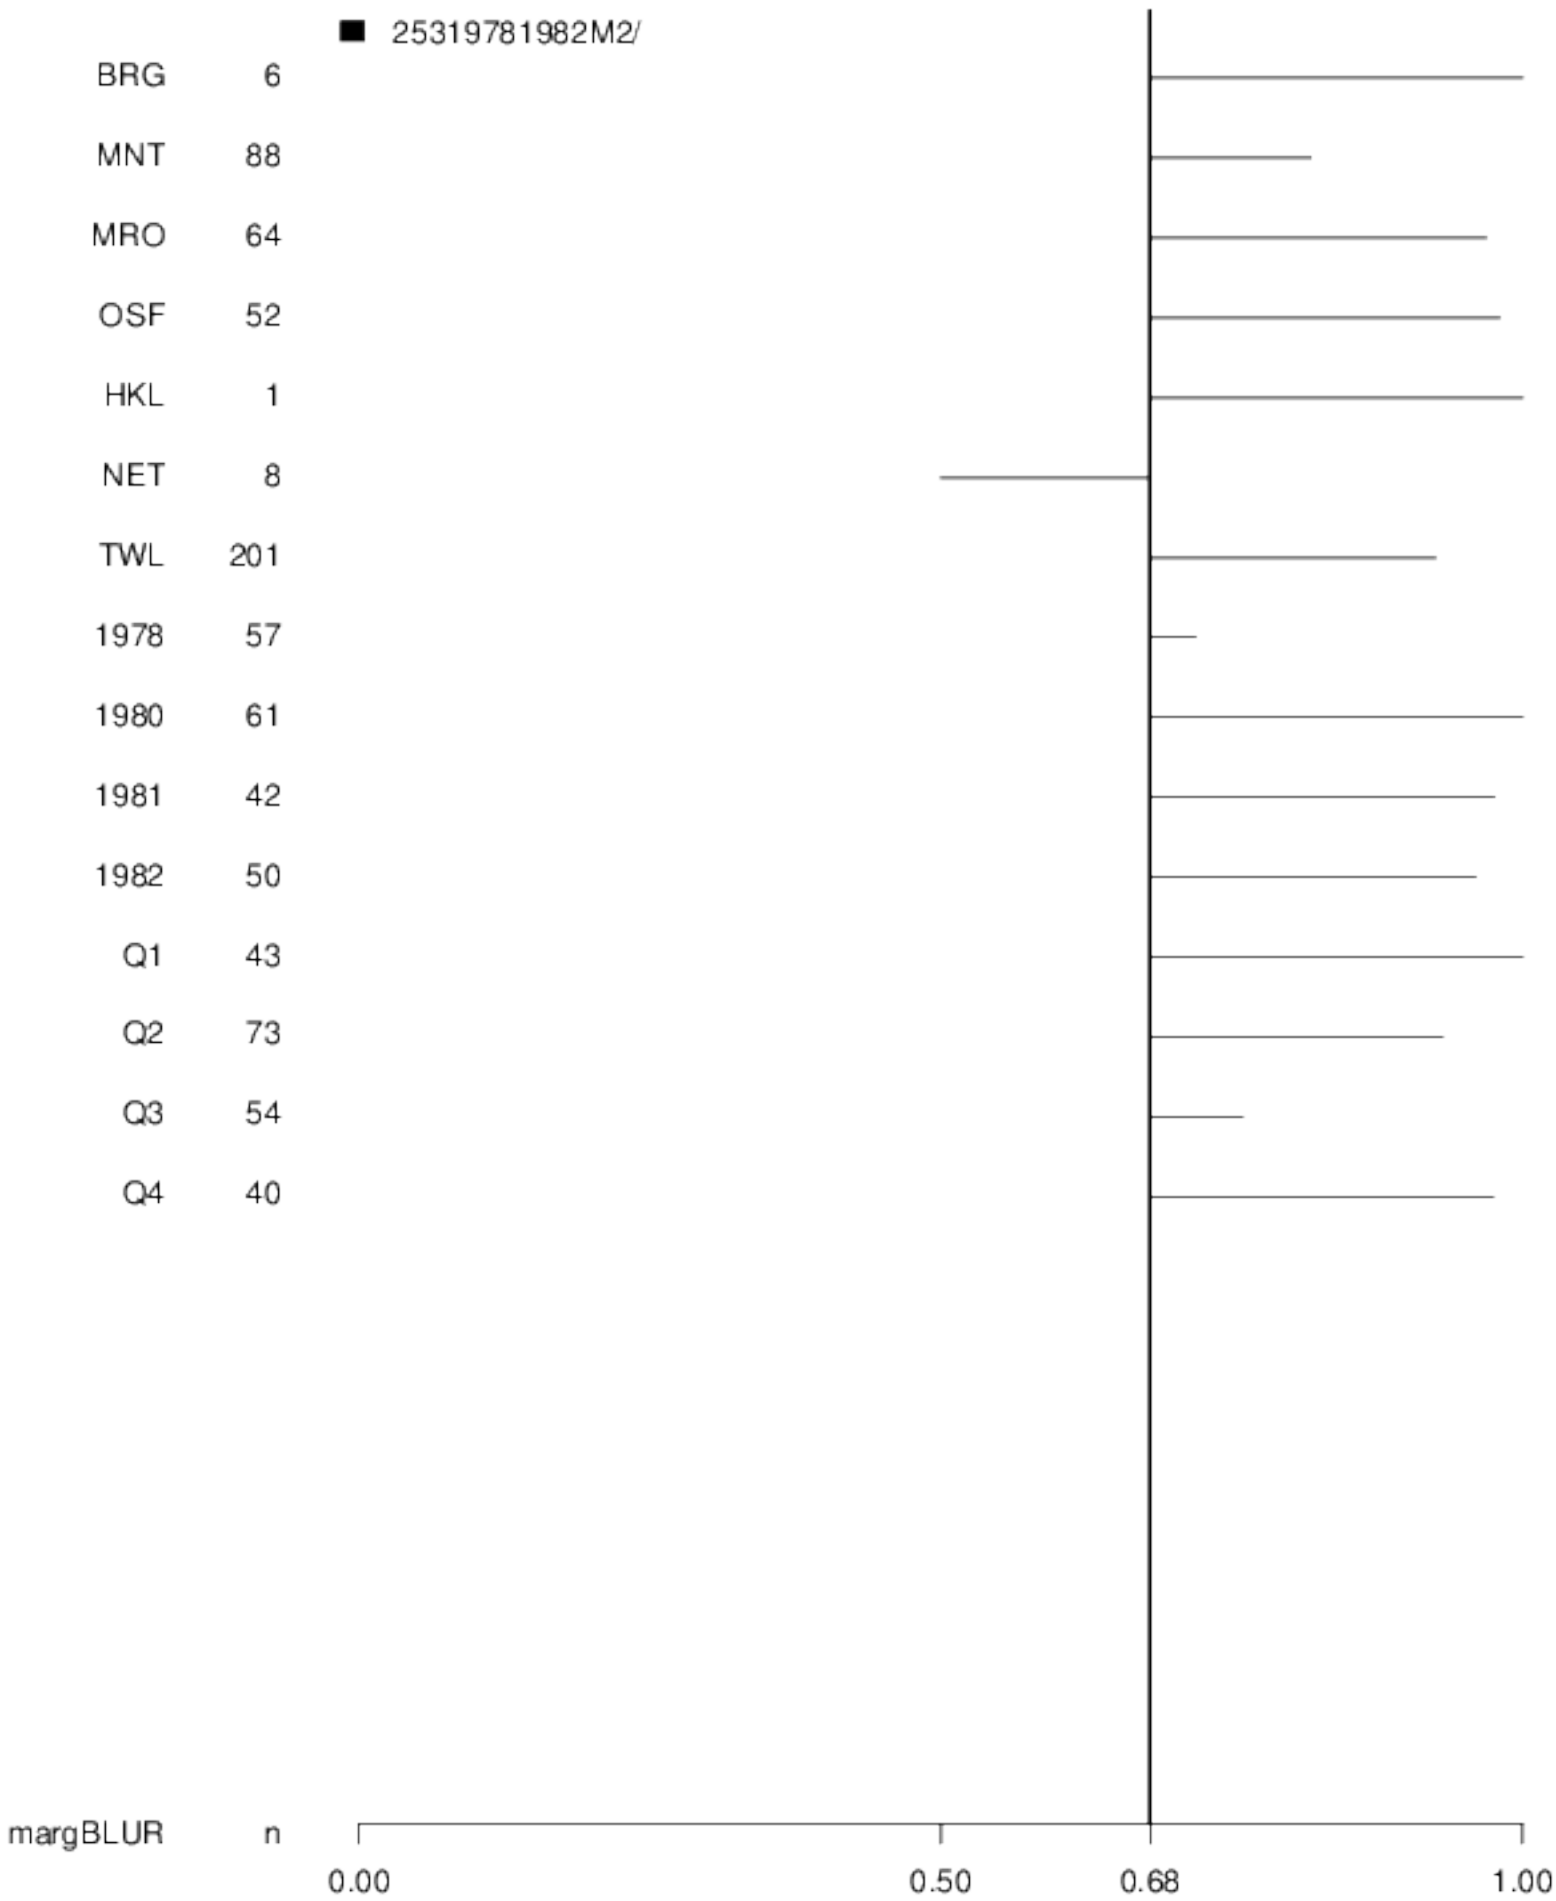 25319781982M2/
BRG 6
MNT 88
MRO 64
OSF 52
HKL 1
NET 8
TWL 201
1978 57
1980 61
1981 42
1982 50
Q1 43
Q2 73
Q3 54
Q4 40
margBLUR n
0.00 0.50 0.68 1.00